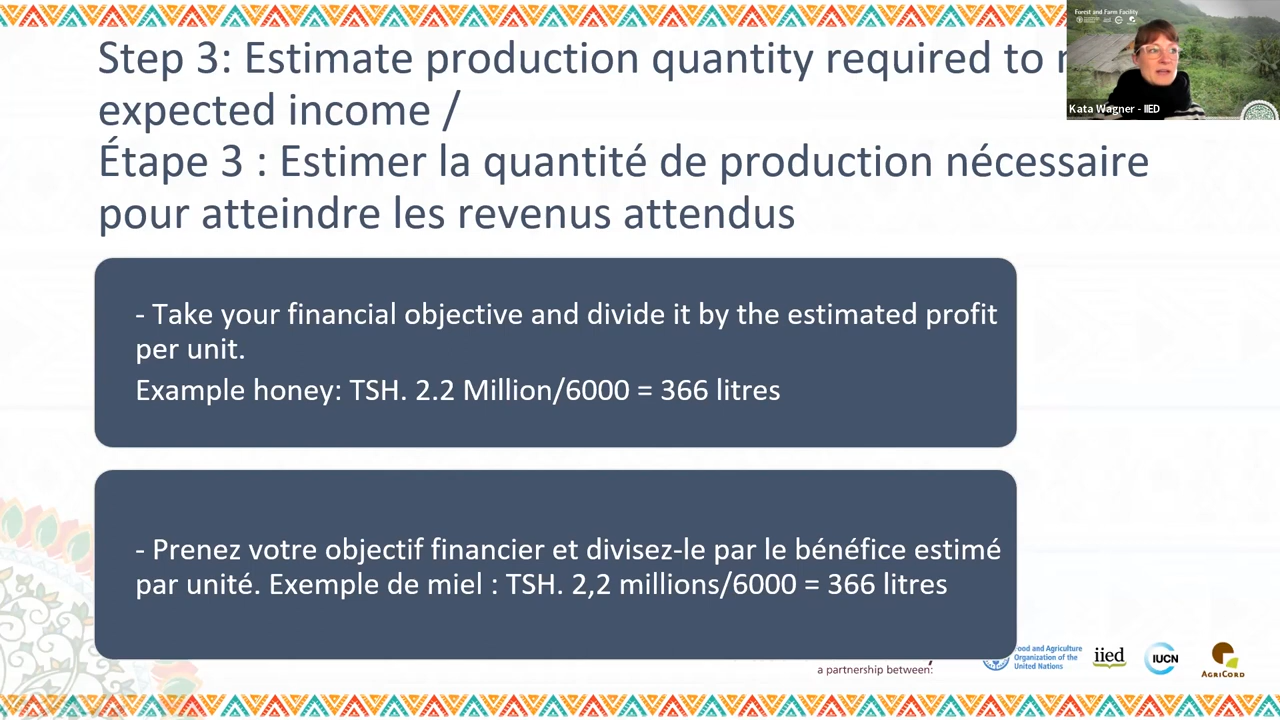 Step 3: Estimate production quantity required to
expected income /
Étape 3 : Estimer la quantité de production nécessaire
pour atteindre les revenus attendus
Forest and Farm Facility
Kata Wagner - IIED
- Take your financial objective and divide it by the estimated profit
per unit.
Example honey: TSH. 2.2 Million/6000 = 366 litres
- Prenez votre objectif financier et divisez-le par le bénéfice estimé
par unité. Exemple de miel : TSH. 2,2 millions/6000 = 366 litres
a partnership between:
Food and Agriculture
Organization of the
United Nations
iied
IUCN
AGRICORD